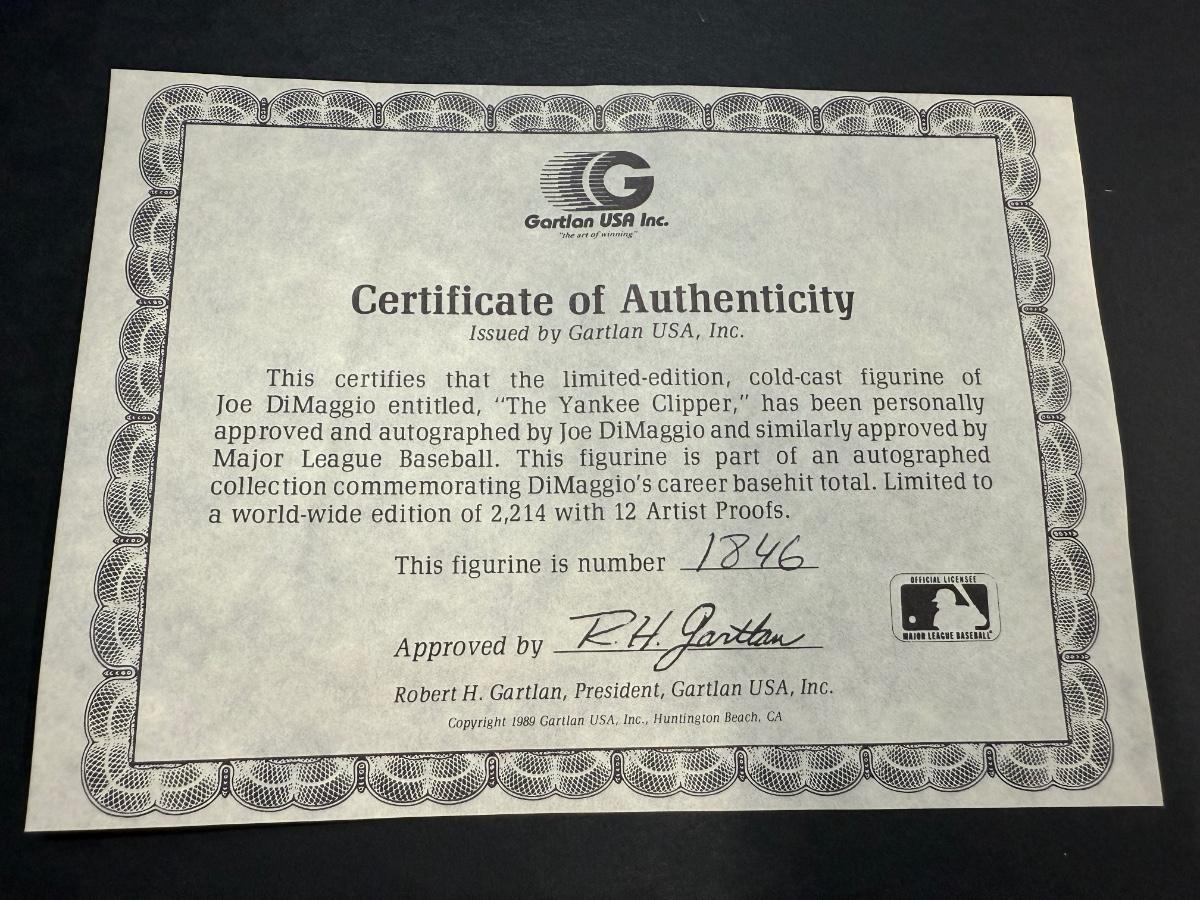 G
Gartlan USA Inc.
"the art of winning"
Certificate of Authenticity
Issued by Gartlan USA, Inc.
This certifies that the limited-edition, cold-cast figurine of
Joe DiMaggio entitled, "The Yankee Clipper," has been personally
approved and autographed by Joe DiMaggio and similarly approved by
Major League Baseball. This figurine is part of an autographed
collection commemorating DiMaggio's career basehit total. Limited to
a world-wide edition of 2,214 with 12 Artist Proofs.
This figurine is number 1846
OFFICIAL LICENSEE
MAJOR LEAGUE BASEBALL
Approved by R. H. Gartlan
Robert H. Gartlan, President, Gartlan USA, Inc.
Copyright 1989 Gartlan USA, Inc., Huntington Beach, CA